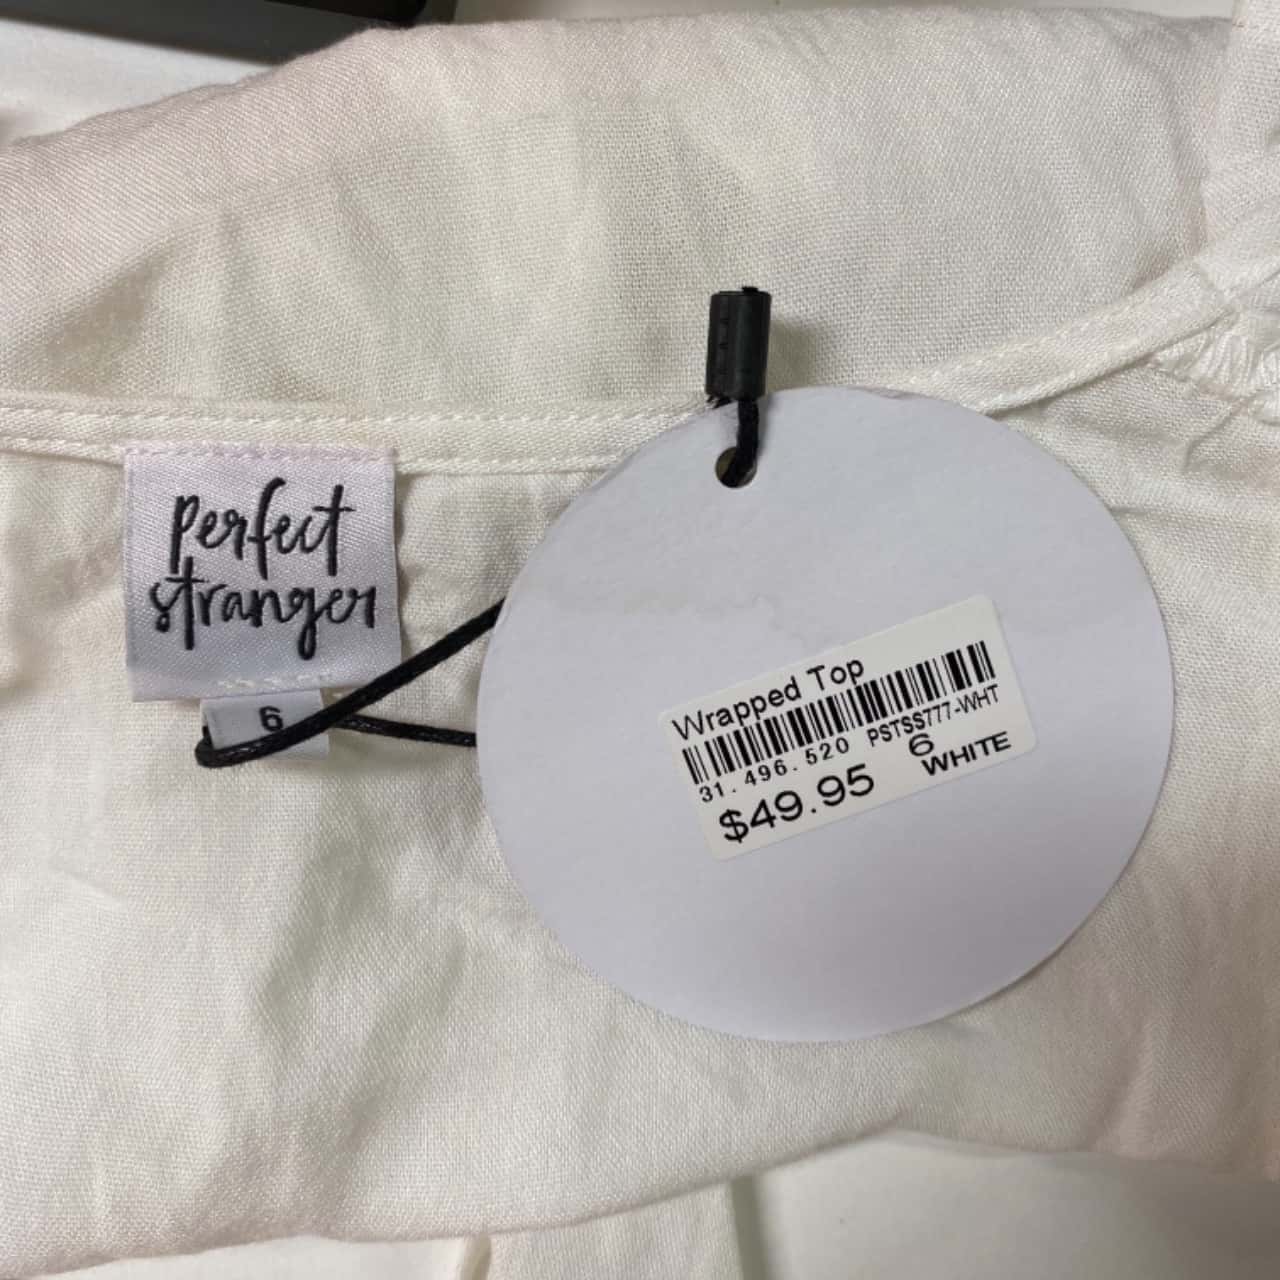 perfect
stranger
6
Wrapped Top
31.496.520 PSTSS777-WHT
6
$49.95 WHITE